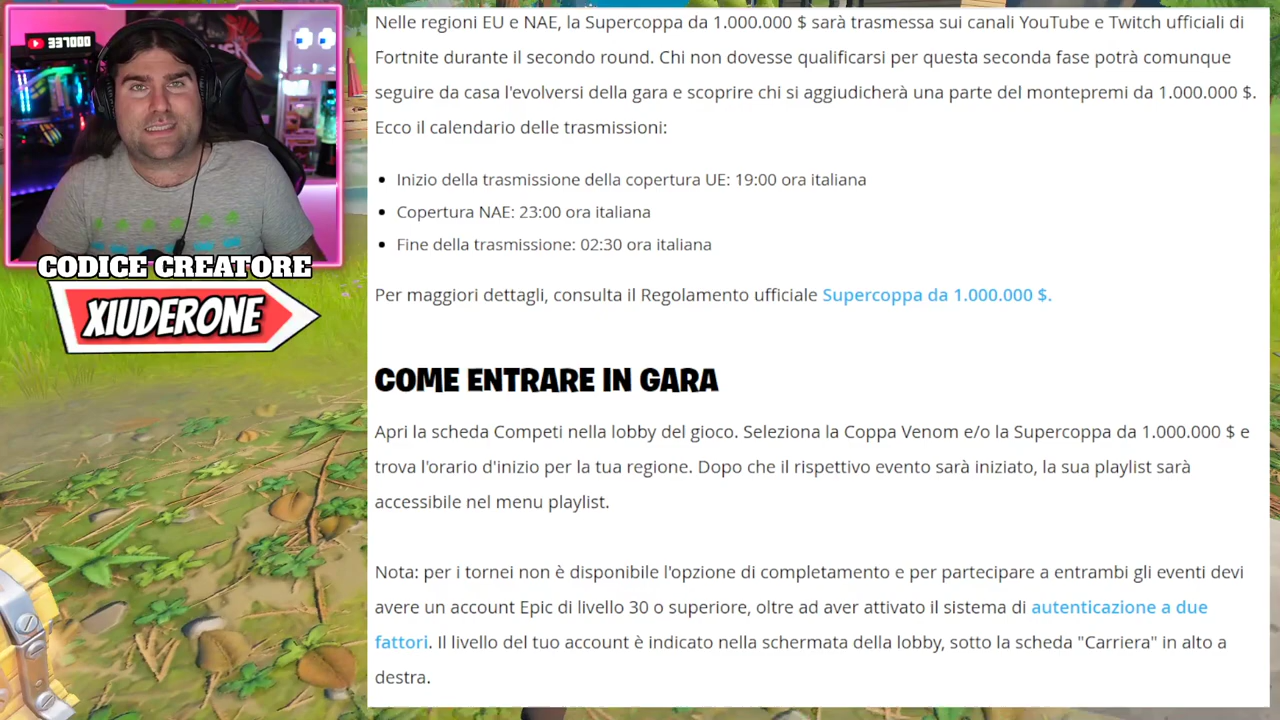 337000
CODICE CREATORE
XIUDERONE
Nelle regioni EU e NAE, la Supercoppa da 1.000.000 $ sarà trasmessa sui canali YouTube e Twitch ufficiali di
Fortnite durante il secondo round. Chi non dovesse qualificarsi per questa seconda fase potrà comunque
seguire da casa l'evolversi della gara e scoprire chi si aggiudicherà una parte del montepremi da 1.000.000 $.
Ecco il calendario delle trasmissioni:
• Inizio della trasmissione della copertura UE: 19:00 ora italiana
• Copertura NAE: 23:00 ora italiana
• Fine della trasmissione: 02:30 ora italiana
Per maggiori dettagli, consulta il Regolamento ufficiale Supercoppa da 1.000.000 $.
COME ENTRARE IN GARA
Apri la scheda Competi nella lobby del gioco. Seleziona la Coppa Venom e/o la Supercoppa da 1.000.000 $ e
trova l'orario d'inizio per la tua regione. Dopo che il rispettivo evento sarà iniziato, la sua playlist sarà
accessibile nel menu playlist.
Nota: per i tornei non è disponibile l'opzione di completamento e per partecipare a entrambi gli eventi devi
avere un account Epic di livello 30 o superiore, oltre ad aver attivato il sistema di autenticazione a due
fattori. Il livello del tuo account è indicato nella schermata della lobby, sotto la scheda "Carriera" in alto a
destra.